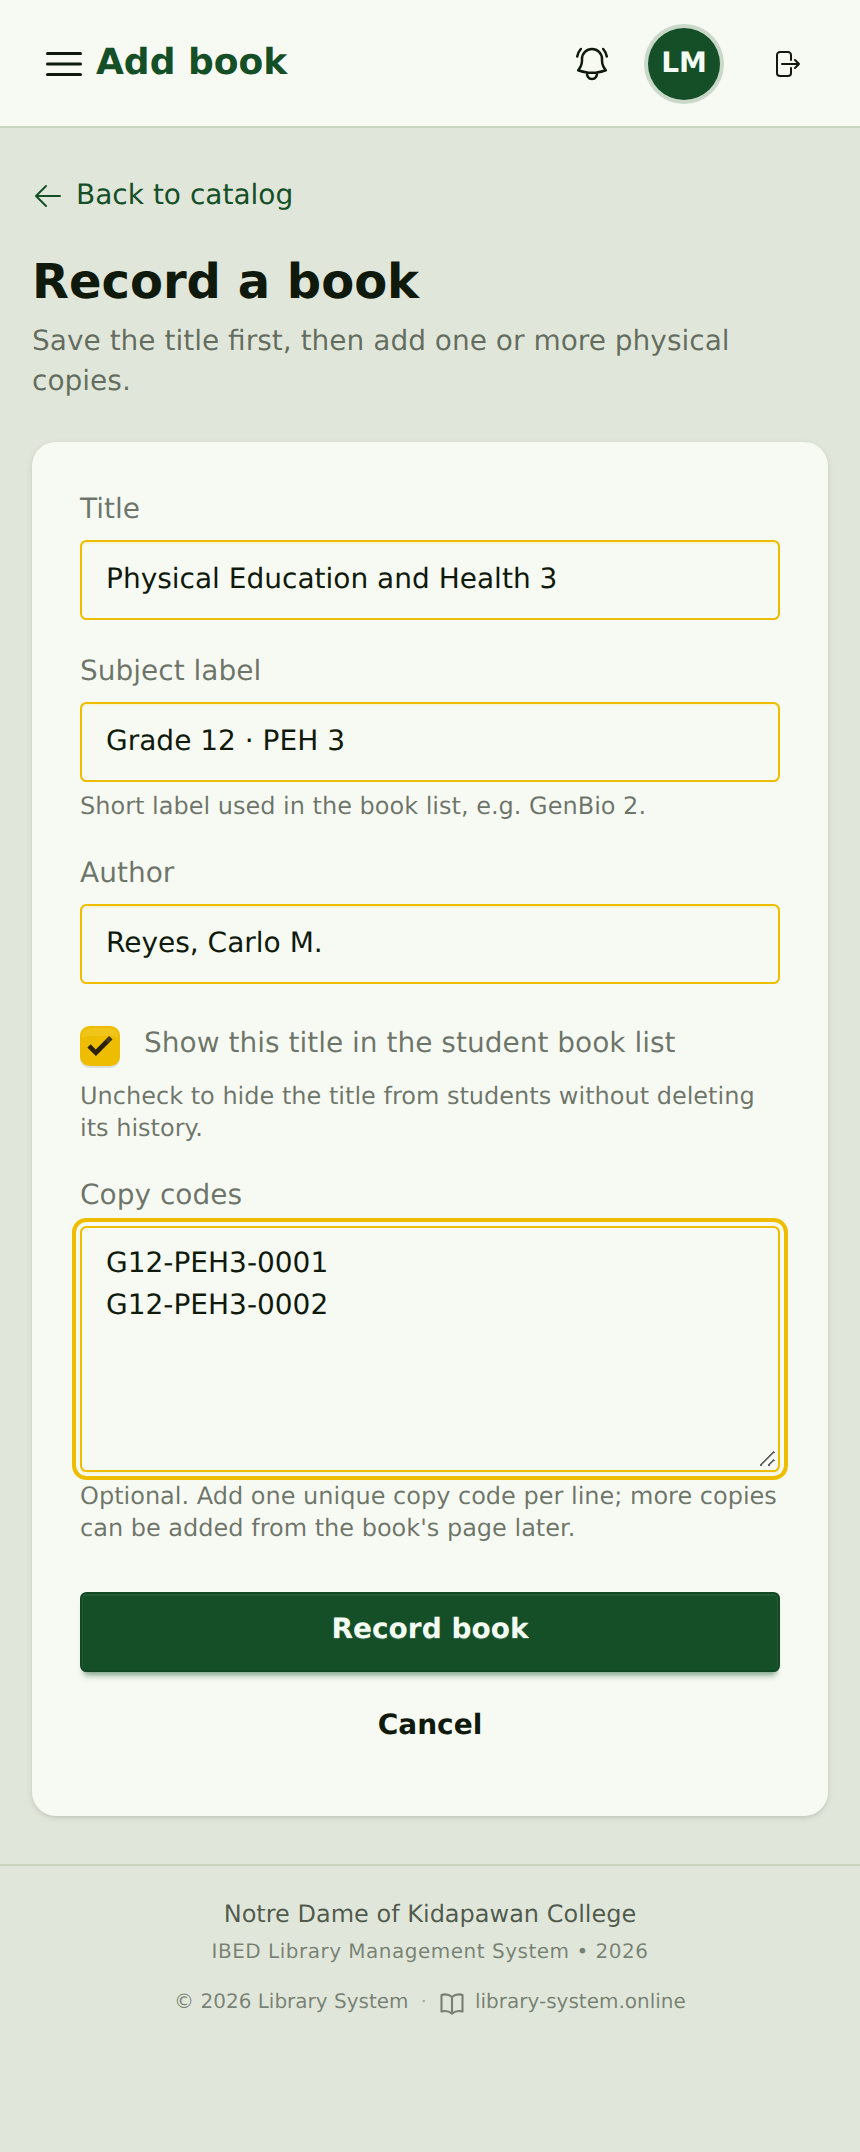 Add book
LM
Back to catalog
Record a book
Save the title first, then add one or more physical
copies.
Title
Physical Education and Health 3
Subject label
Grade 12 · PEH 3
Short label used in the book list, e.g. GenBio 2.
Author
Reyes, Carlo M.
Show this title in the student book list
Uncheck to hide the title from students without deleting
its history.
Copy codes
G12-PEH3-0001
G12-PEH3-0002
Optional. Add one unique copy code per line; more copies
can be added from the book's page later.
Record book
Cancel
Notre Dame of Kidapawan College
IBED Library Management System • 2026
© 2026 Library System · library-system.online